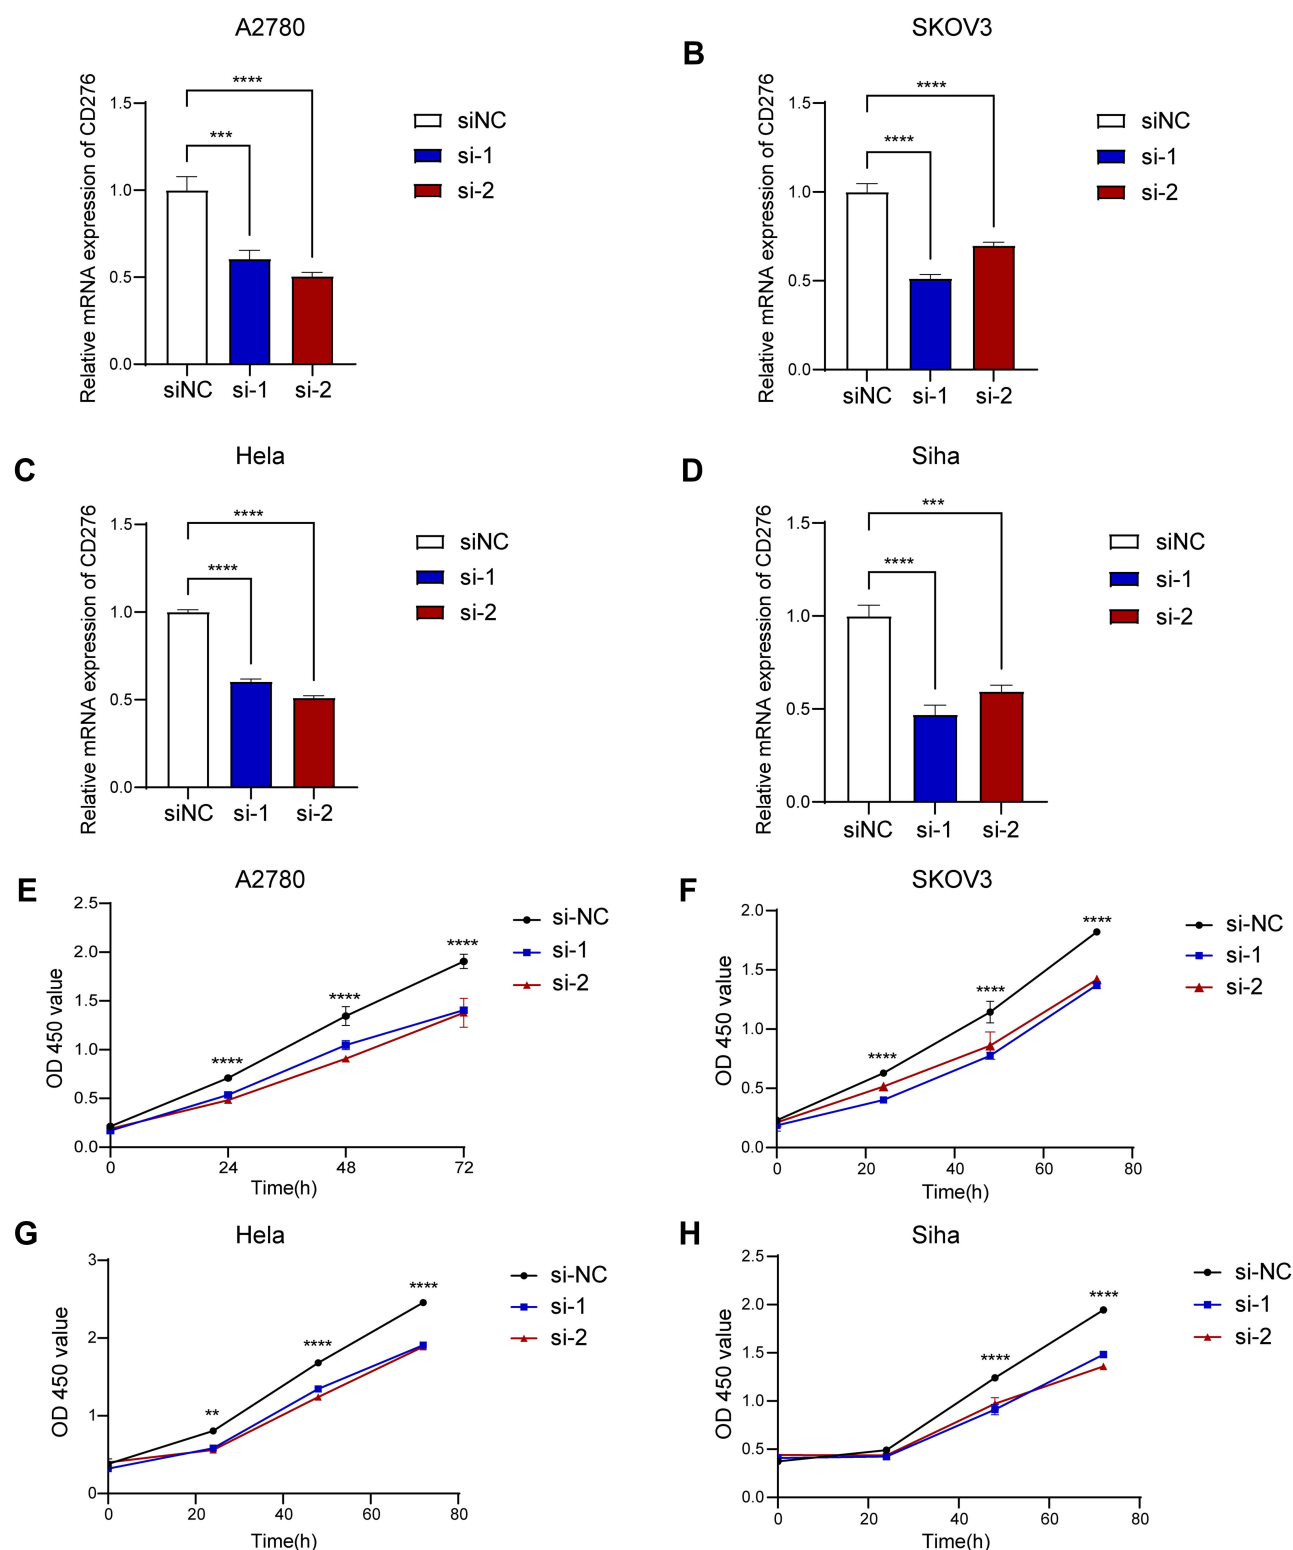 A2780
Relative mRNA expression of CD276
1.5
1.0
0.5
0.0
****
***
siNC
si-1
si-2
siNC
si-1
si-2
B
SKOV3
Relative mRNA expression of CD276
1.5
1.0
0.5
0.0
****
****
siNC
si-1
si-2
siNC
si-1
si-2
C
Hela
Relative mRNA expression of CD276
1.5
1.0
0.5
0.0
****
****
siNC
si-1
si-2
siNC
si-1
si-2
D
Siha
Relative mRNA expression of CD276
1.5
1.0
0.5
0.0
***
****
siNC
si-1
si-2
siNC
si-1
si-2
E
A2780
OD 450 value
2.5
2.0
1.5
1.0
0.5
0.0
****
****
****
0
24
48
72
Time(h)
si-NC
si-1
si-2
F
SKOV3
OD 450 value
2.0
1.5
1.0
0.5
0.0
****
****
****
0
20
40
60
80
Time(h)
si-NC
si-1
si-2
G
Hela
OD 450 value
3
2
1
0
**
****
****
0
20
40
60
80
Time(h)
si-NC
si-1
si-2
H
Siha
OD 450 value
2.5
2.0
1.5
1.0
0.5
0.0
****
****
0
20
40
60
80
Time(h)
si-NC
si-1
si-2